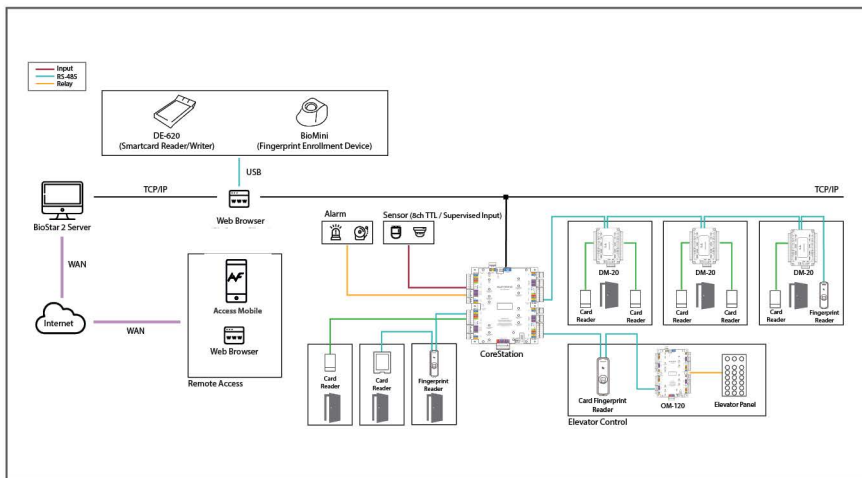 Input
RS-485
Relay
DE-620
(Smartcard Reader/Writer)
BioMini
(Fingerprint Enrollment Device)
USB
TCP/IP
TCP/IP
BioStar 2 Server
Web Browser
Alarm
Sensor (8ch TTL / Supervised Input)
WAN
Internet
WAN
Access Mobile
Web Browser
Remote Access
CoreStation
DM-20
Card
Reader
Card
Reader
DM-20
Card
Reader
Card
Reader
DM-20
Card
Reader
Fingerprint
Reader
Card
Reader
Card
Reader
Fingerprint
Reader
Card Fingerprint
Reader
OM-120
Elevator Panel
Elevator Control